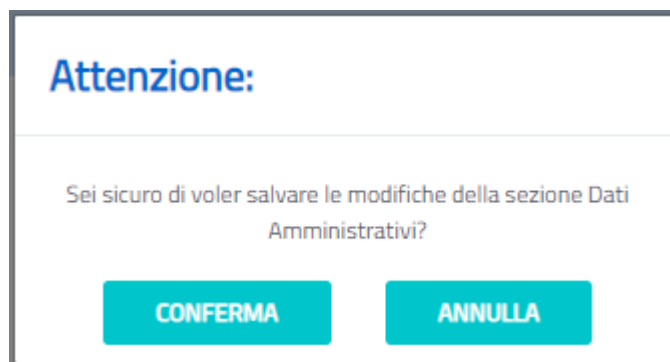 Attenzione:
Sei sicuro di voler salvare le modifiche della sezione Dati
Amministrativi?
CONFERMA
ANNULLA